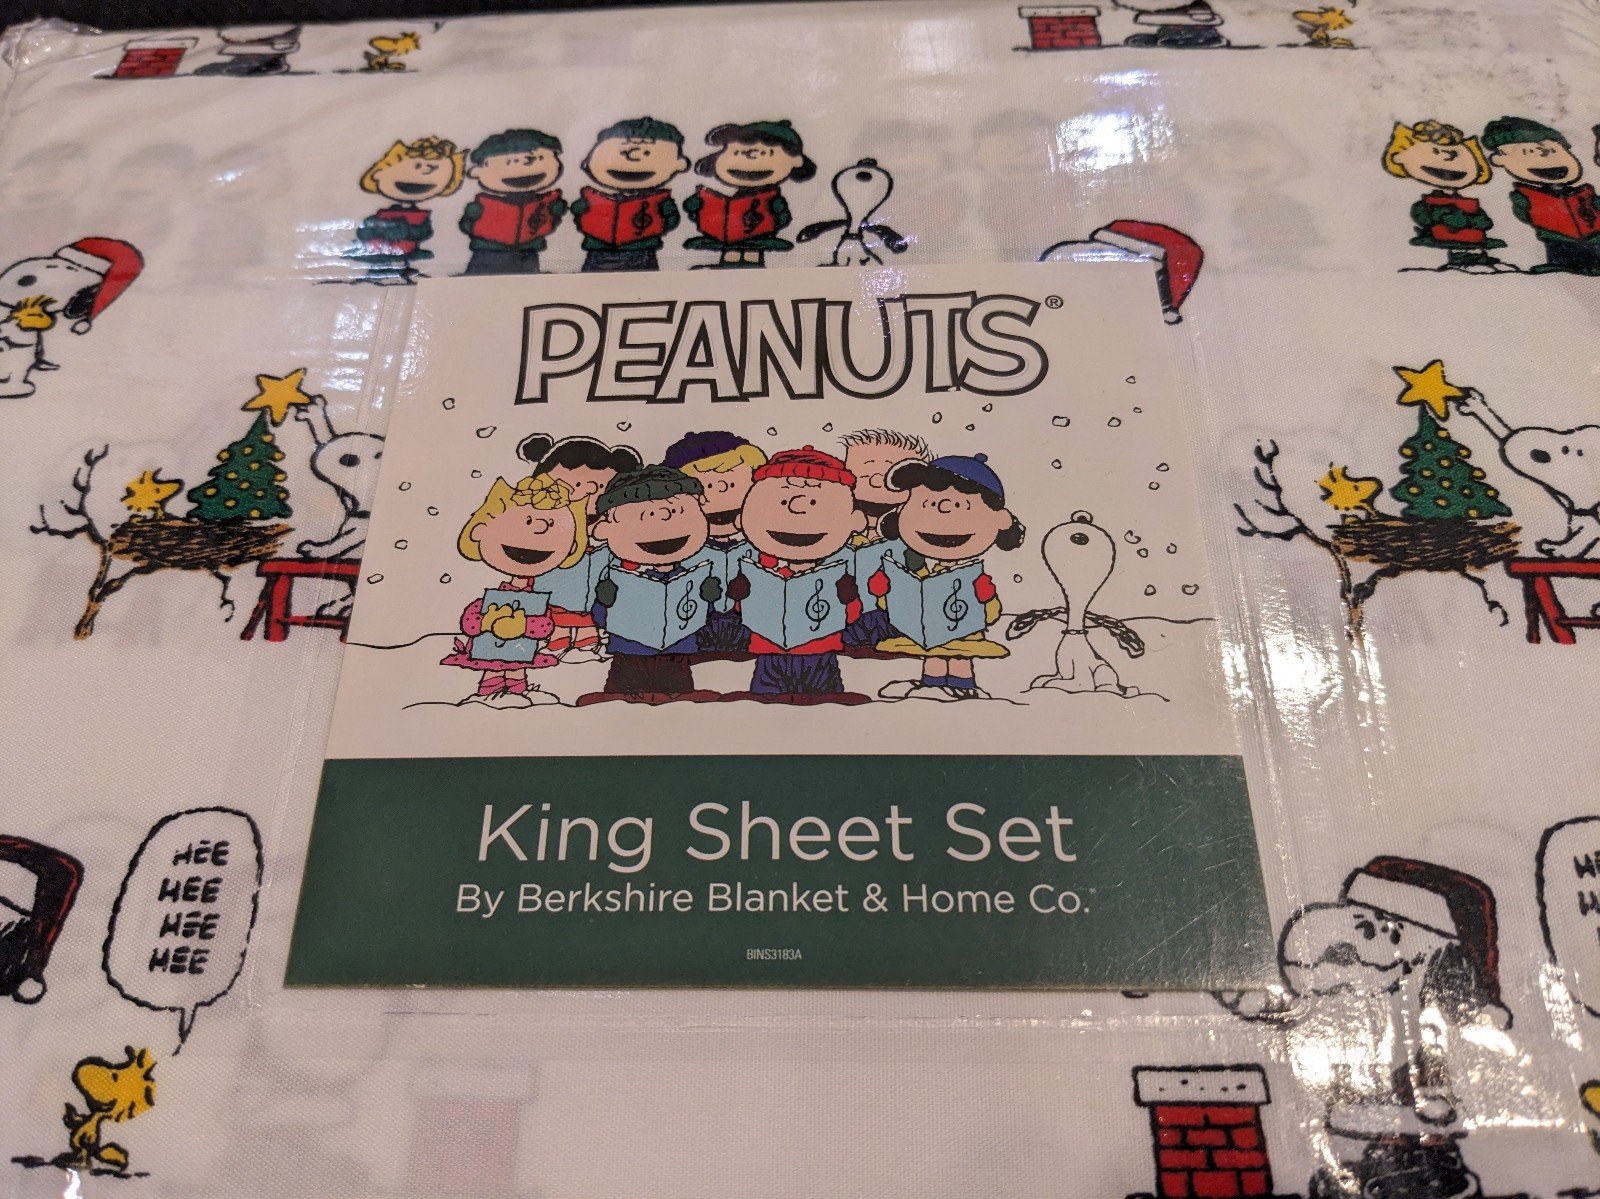 PEANUTS®
King Sheet Set
By Berkshire Blanket & Home Co.
BINS3183A
HEE
HEE
HEE
HEE